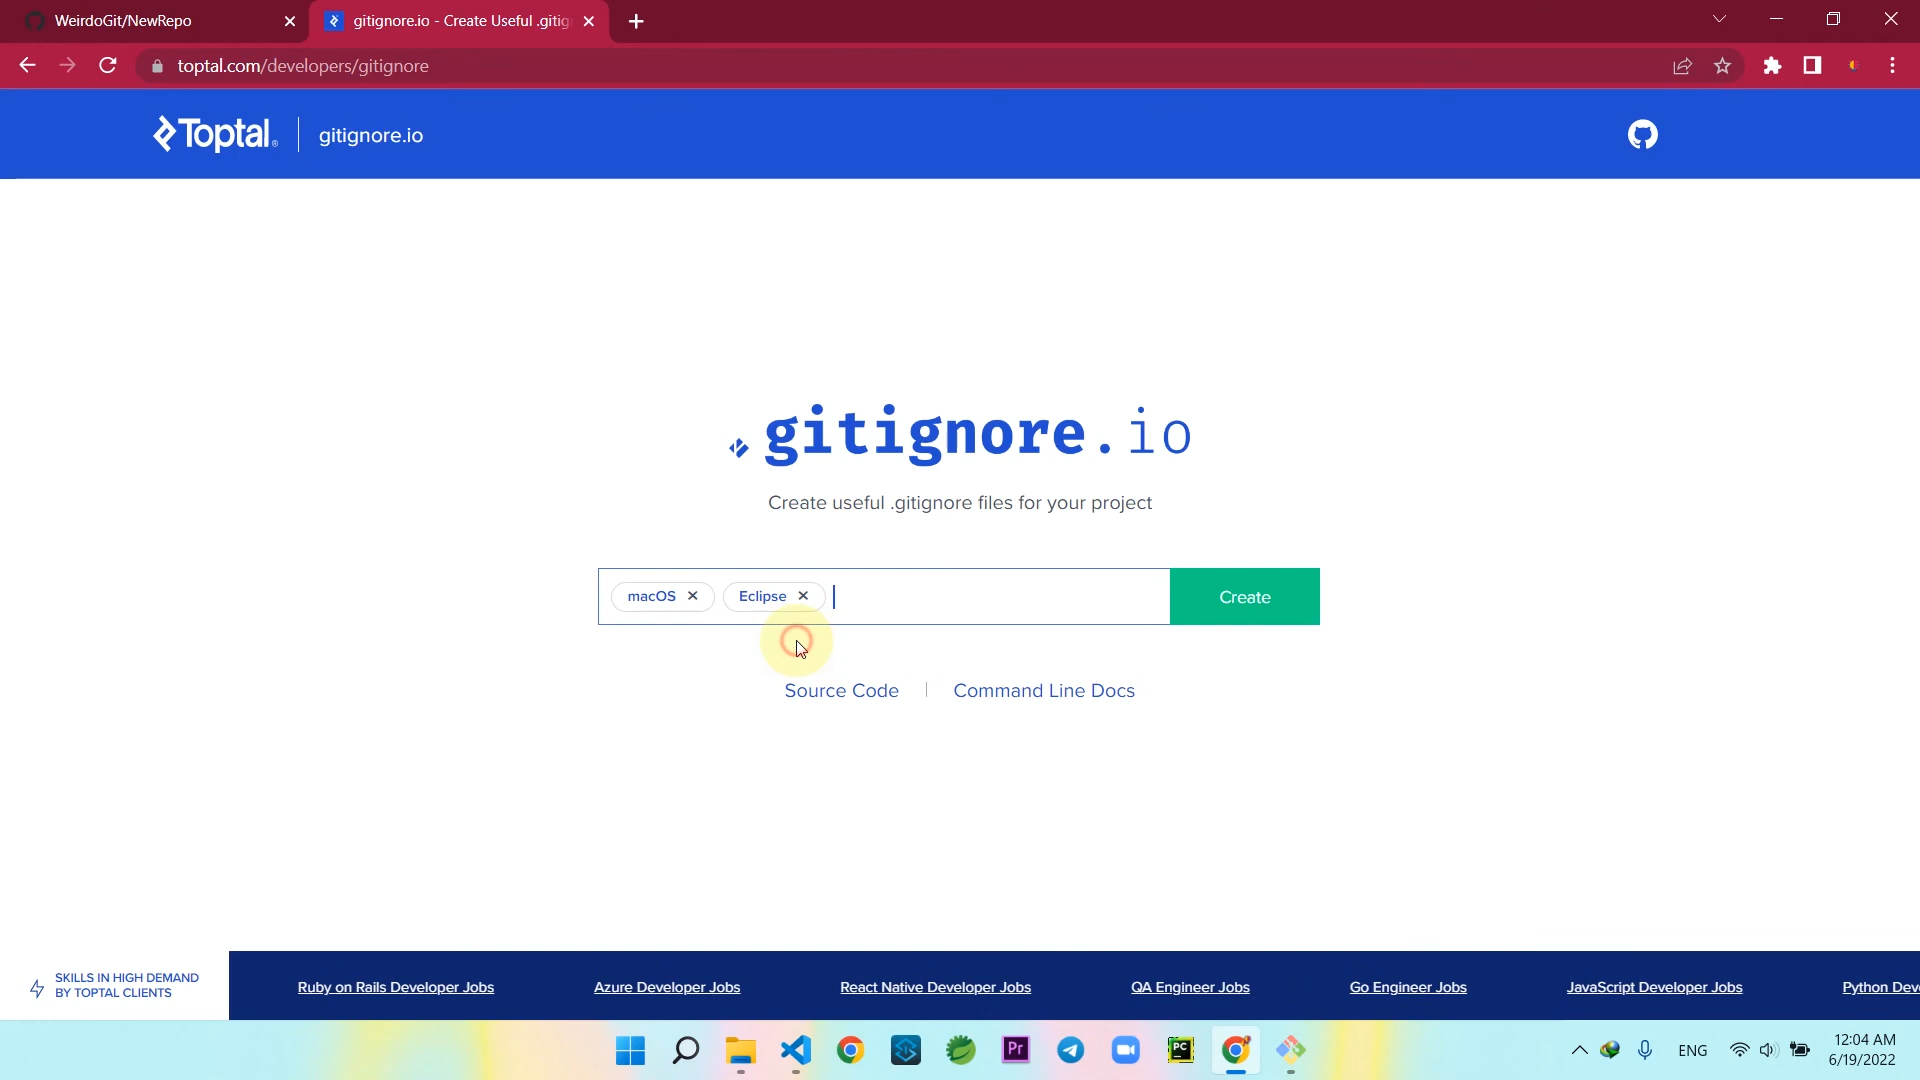 WeirdoGit/NewRepo
gitignore.io - Create Useful .gitig
toptal.com/developers/gitignore
Toptal
gitignore.io
gitignore.io
Create useful .gitignore files for your project
macOS
Eclipse
Create
Source Code | Command Line Docs
SKILLS IN HIGH DEMAND
BY TOPTAL CLIENTS
Ruby on Rails Developer Jobs
Azure Developer Jobs
React Native Developer Jobs
QA Engineer Jobs
Go Engineer Jobs
JavaScript Developer Jobs
Python Dev
Pr
PC
ENG
12:04 AM
6/19/2022